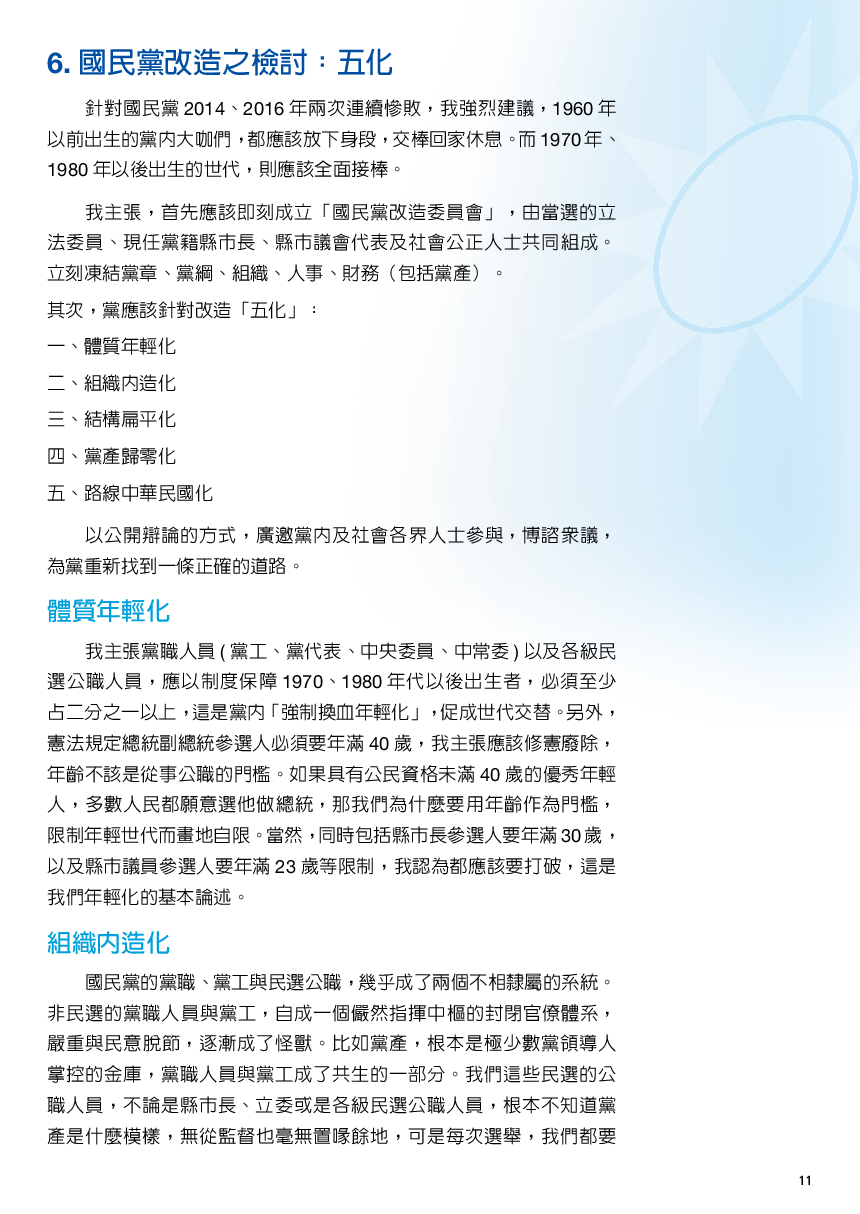 6. 國民黨改造之檢討：五化
針對國民黨 2014、2016 年兩次連續慘敗，我強烈建議，1960 年
以前出生的黨內大咖們，都應該放下身段，交棒回家休息。而 1970 年、
1980 年以後出生的世代，則應該全面接棒。
我主張，首先應該即刻成立「國民黨改造委員會」，由當選的立
法委員、現任黨籍縣市長、縣市議會代表及社會公正人士共同組成。
立刻凍結黨章、黨綱、組織、人事、財務（包括黨產）。
其次，黨應該針對改造「五化」：
一、體質年輕化
二、組織內造化
三、結構扁平化
四、黨產歸零化
五、路線中華民國化
以公開辯論的方式，廣邀黨內及社會各界人士參與，博諮眾議，
為黨重新找到一條正確的道路。
體質年輕化
我主張黨職人員 ( 黨工、黨代表、中央委員、中常委 ) 以及各級民
選公職人員，應以制度保障 1970、1980 年代以後出生者，必須至少
占二分之一以上，這是黨內「強制換血年輕化」，促成世代交替。另外，
憲法規定總統副總統參選人必須要年滿 40 歲，我主張應該修憲廢除，
年齡不該是從事公職的門檻。如果具有公民資格未滿 40 歲的優秀年輕
人，多數人民都願意選他做總統，那我們為什麼要用年齡作為門檻，
限制年輕世代而畫地自限。當然，同時包括縣市長參選人要年滿 30 歲，
以及縣市議員參選人要年滿 23 歲等限制，我認為都應該要打破，這是
我們年輕化的基本論述。
組織內造化
國民黨的黨職、黨工與民選公職，幾乎成了兩個不相隸屬的系統。
非民選的黨職人員與黨工，自成一個儼然指揮中樞的封閉官僚體系，
嚴重與民意脫節，逐漸成了怪獸。比如黨產，根本是極少數黨領導人
掌控的金庫，黨職人員與黨工成了共生的一部分。我們這些民選的公
職人員，不論是縣市長、立委或是各級民選公職人員，根本不知道黨
產是什麼模樣，無從監督也毫無置喙餘地，可是每次選舉，我們都要
11